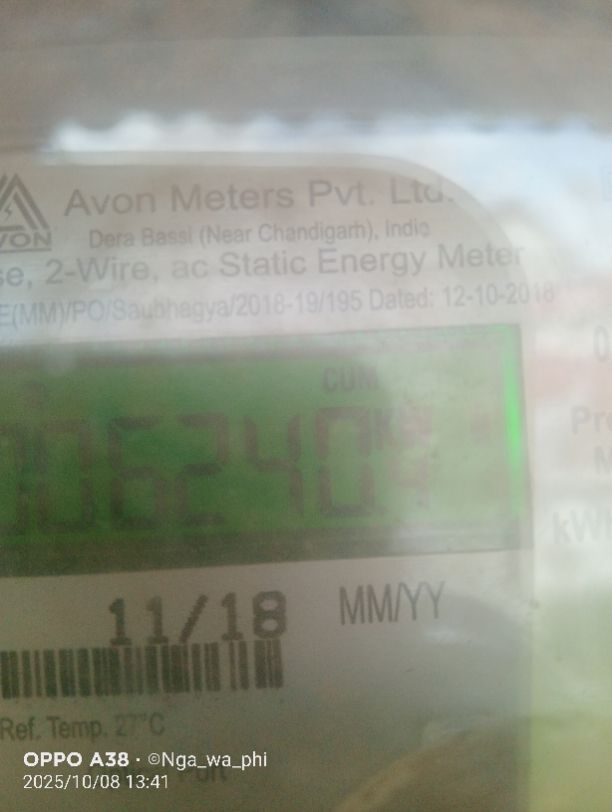 AVON
Avon Meters Pvt. Ltd.
Dera Bassi (Near Chandigarh), India
se, 2-Wire, ac Static Energy Meter
E(MM)/PO/Saubhagya/2018-19/195 Dated: 12-10-2018
CUM
006240.4
11/18 MM/YY
Ref. Temp. 27°C
OPPO A38 · ©Nga_wa_phi
2025/10/08 13:41